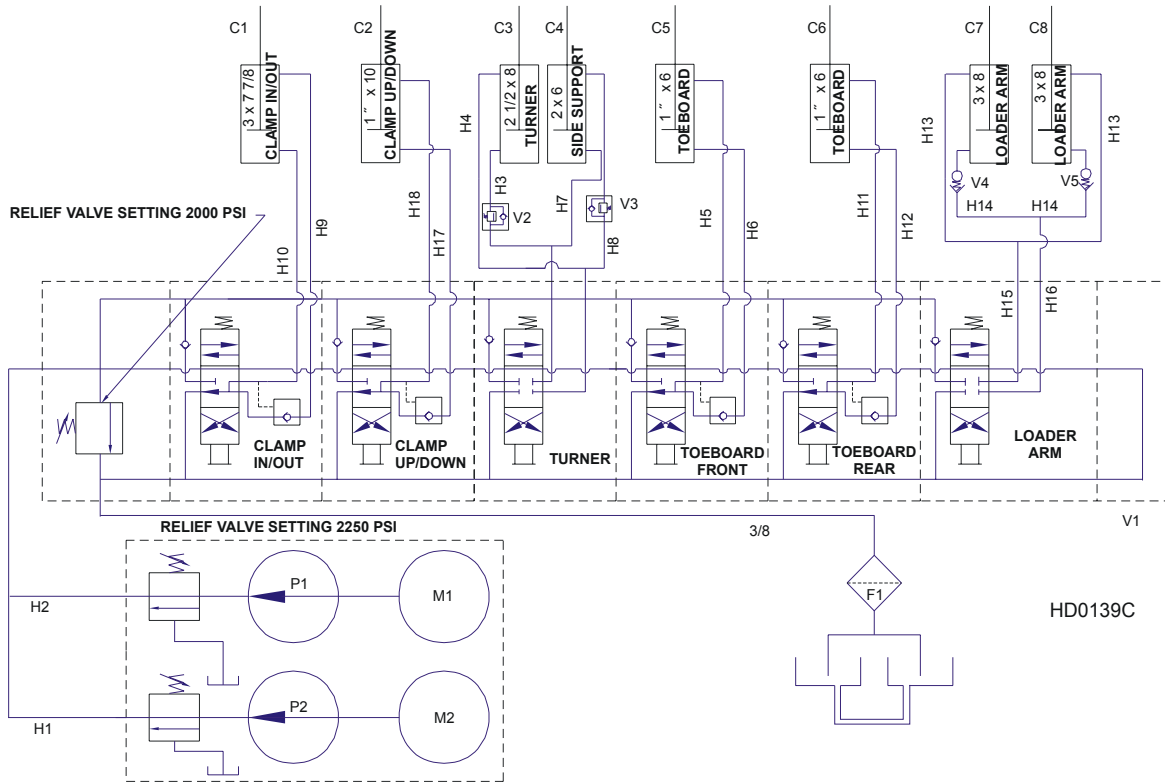 C1
C2
C3
C4
C5
C6
C7
C8
3 x 7 7/8
CLAMP IN/OUT
1 ″ x 10
CLAMP UP/DOWN
2 1/2 x 8
TURNER
2 x 6
SIDE SUPPORT
1 ″ x 6
TOEBOARD
1 ″ x 6
TOEBOARD
3 x 8
LOADER ARM
3 x 8
LOADER ARM
H4
H13
H13
H3
H7
V2
V3
V4
V5
H14
H14
RELIEF VALVE SETTING 2000 PSI
H10
H9
H18
H17
H8
H5
H6
H11
H12
H15
H16
CLAMP
IN/OUT
CLAMP
UP/DOWN
TURNER
TOEBOARD
FRONT
TOEBOARD
REAR
LOADER
ARM
V1
RELIEF VALVE SETTING 2250 PSI
3/8
P1
M1
F1
H2
HD0139C
P2
M2
H1